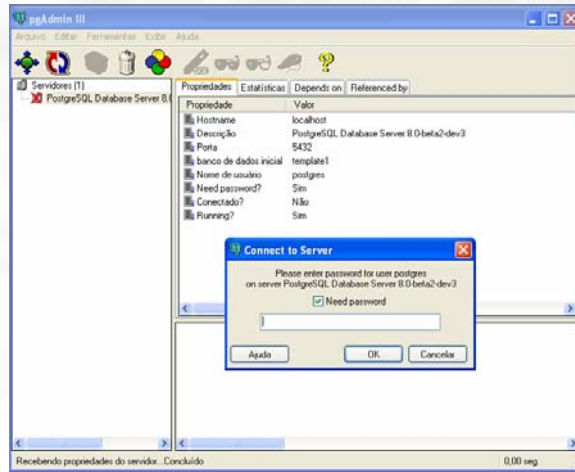 pgAdmin III
Arquivo Editar Ferramentas Exibir Ajuda
Servidores (1)
PostgreSQL Database Server 8.0
Propriedades Estatísticas Depends on Referenced by
Propriedade Valor
Hostname localhost
Descrição PostgreSQL Database Server 8.0-beta2-dev3
Porta 5432
banco de dados inicial template1
Nome de usuário postgres
Need password? Sim
Conectado? Não
Running? Sim
Connect to Server
Please enter password for user postgres
on server PostgreSQL Database Server 8.0-beta2-dev3
Need password
Ajuda OK Cancelar
Recebendo propriedades do servidor...Concluído 0,00 seg.